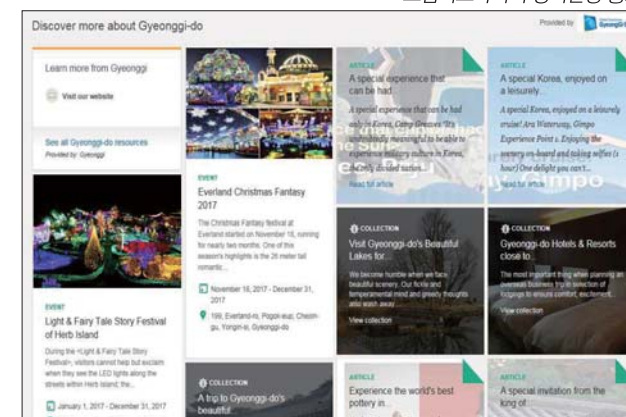 Discover more about Gyeonggi-do
Provided by
Learn more from Gyeonggi
Visit our website
See all Gyeonggi-do resources
Provided by Gyeonggi
EVENT
Light & Fairy Tale Story Festival
of Herb Island
During the <Light & Fairy Tale Story
Festival>, visitors cannot help but exclaim
when they see the LED lights along the
streets within Herb Island; the...
January 1, 2017 - December 31, 2017
EVENT
Everland Christmas Fantasy
2017
The Christmas Fantasy festival at
Everland started on November 18, running
for nearly two months. One of this
season's highlights is the 26 meter tall
romantic...
November 18, 2017 - December 31,
2017
199, Everland-ro, Pogok-eup, Cheoin-
gu, Yongin-si, Gyeonggi-do
COLLECTION
A trip to Gyeonggi-do's
beautiful
ARTICLE
A special experience that
can be had
A special experience that can be had
only in Korea, Camp Greaves "It's
undoubtedly meaningful to be able to
experience military culture in Korea,
the only divided nation...
Read full article
COLLECTION
Visit Gyeonggi-do's Beautiful
Lakes for...
We become humble when we face
beautiful scenery. Our fickle and
temperamental mind and greedy thoughts
also wash away...
View collection
ARTICLE
Experience the world's best
pottery in...
ARTICLE
A special Korea, enjoyed on
a leisurely...
A special Korea, enjoyed on a leisurely
cruise! Ara Waterway, Gimpo
Experience Point 1. Enjoying the
scenery on-board and taking selfies (1
hour) One delight you can't...
Read full article
COLLECTION
Gyeonggi-do Hotels & Resorts
close to...
The most important thing when planning an
overseas business trip is selection of
lodgings to ensure comfort, excitement...
View collection
ARTICLE
A special invitation from the
king of...